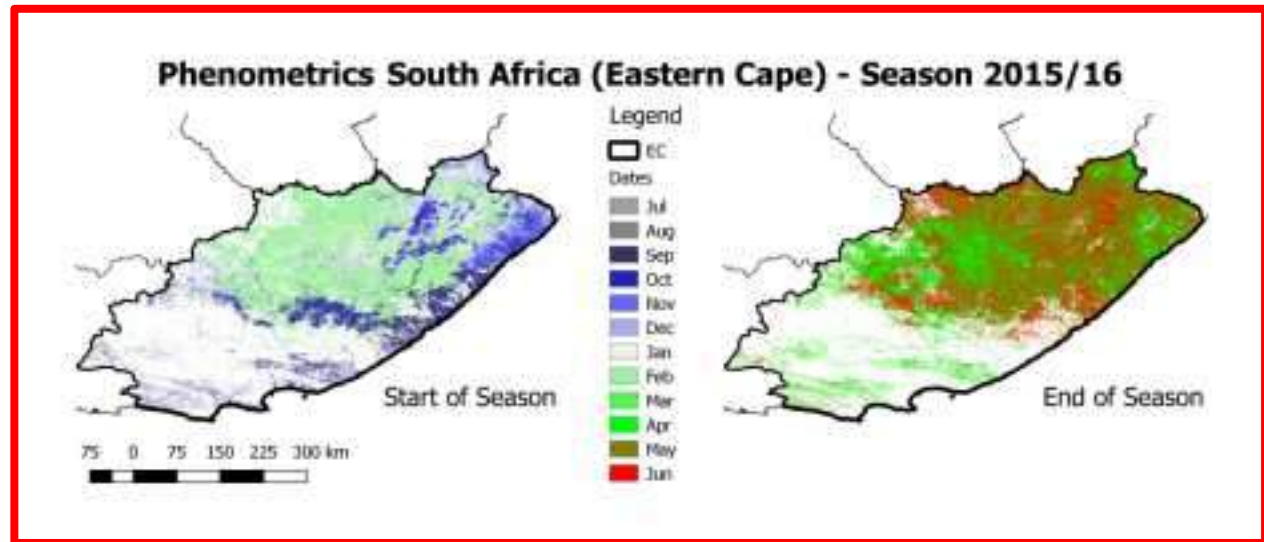 Phenometrics South Africa (Eastern Cape) - Season 2015/16
Legend
EC
Dates
Jul
Aug
Sep
Oct
Nov
Dec
Jan
Feb
Mar
Apr
May
Jun
Start of Season
End of Season
75 0 75 150 225 300 km